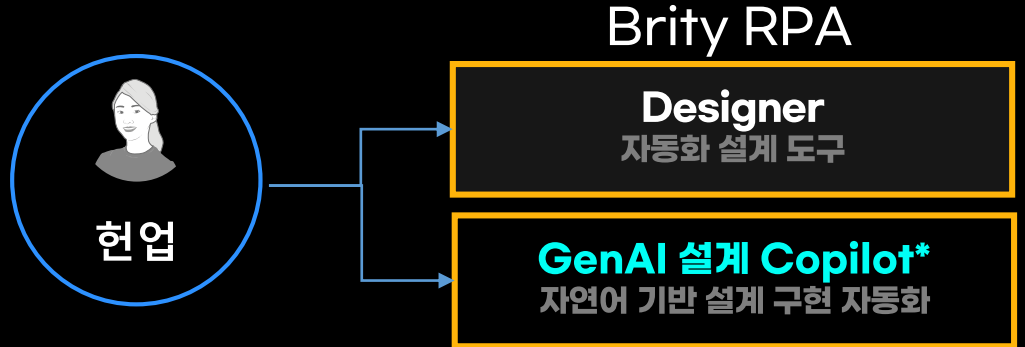 Brity RPA
Designer
자동화 설계 도구
헌업
GenAI 설계 Copilot*
자연어 기반 설계 구현 자동화